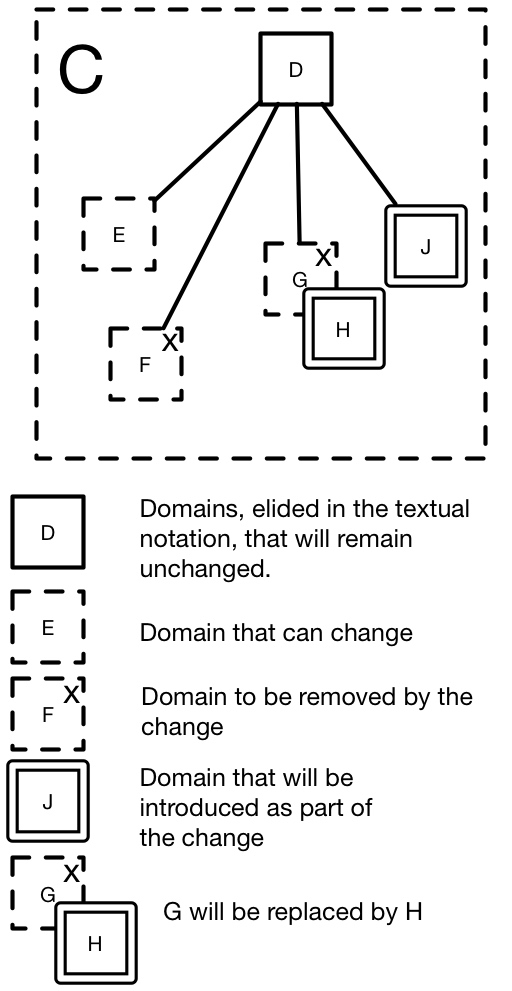 C
D
E
J
X
G
H
X
F
D
Domains, elided in the textual
notation, that will remain
unchanged.
E
Domain that can change
X
F
Domain to be removed by the
change
J
Domain that will be
introduced as part of
the change
X
G
H
G will be replaced by H